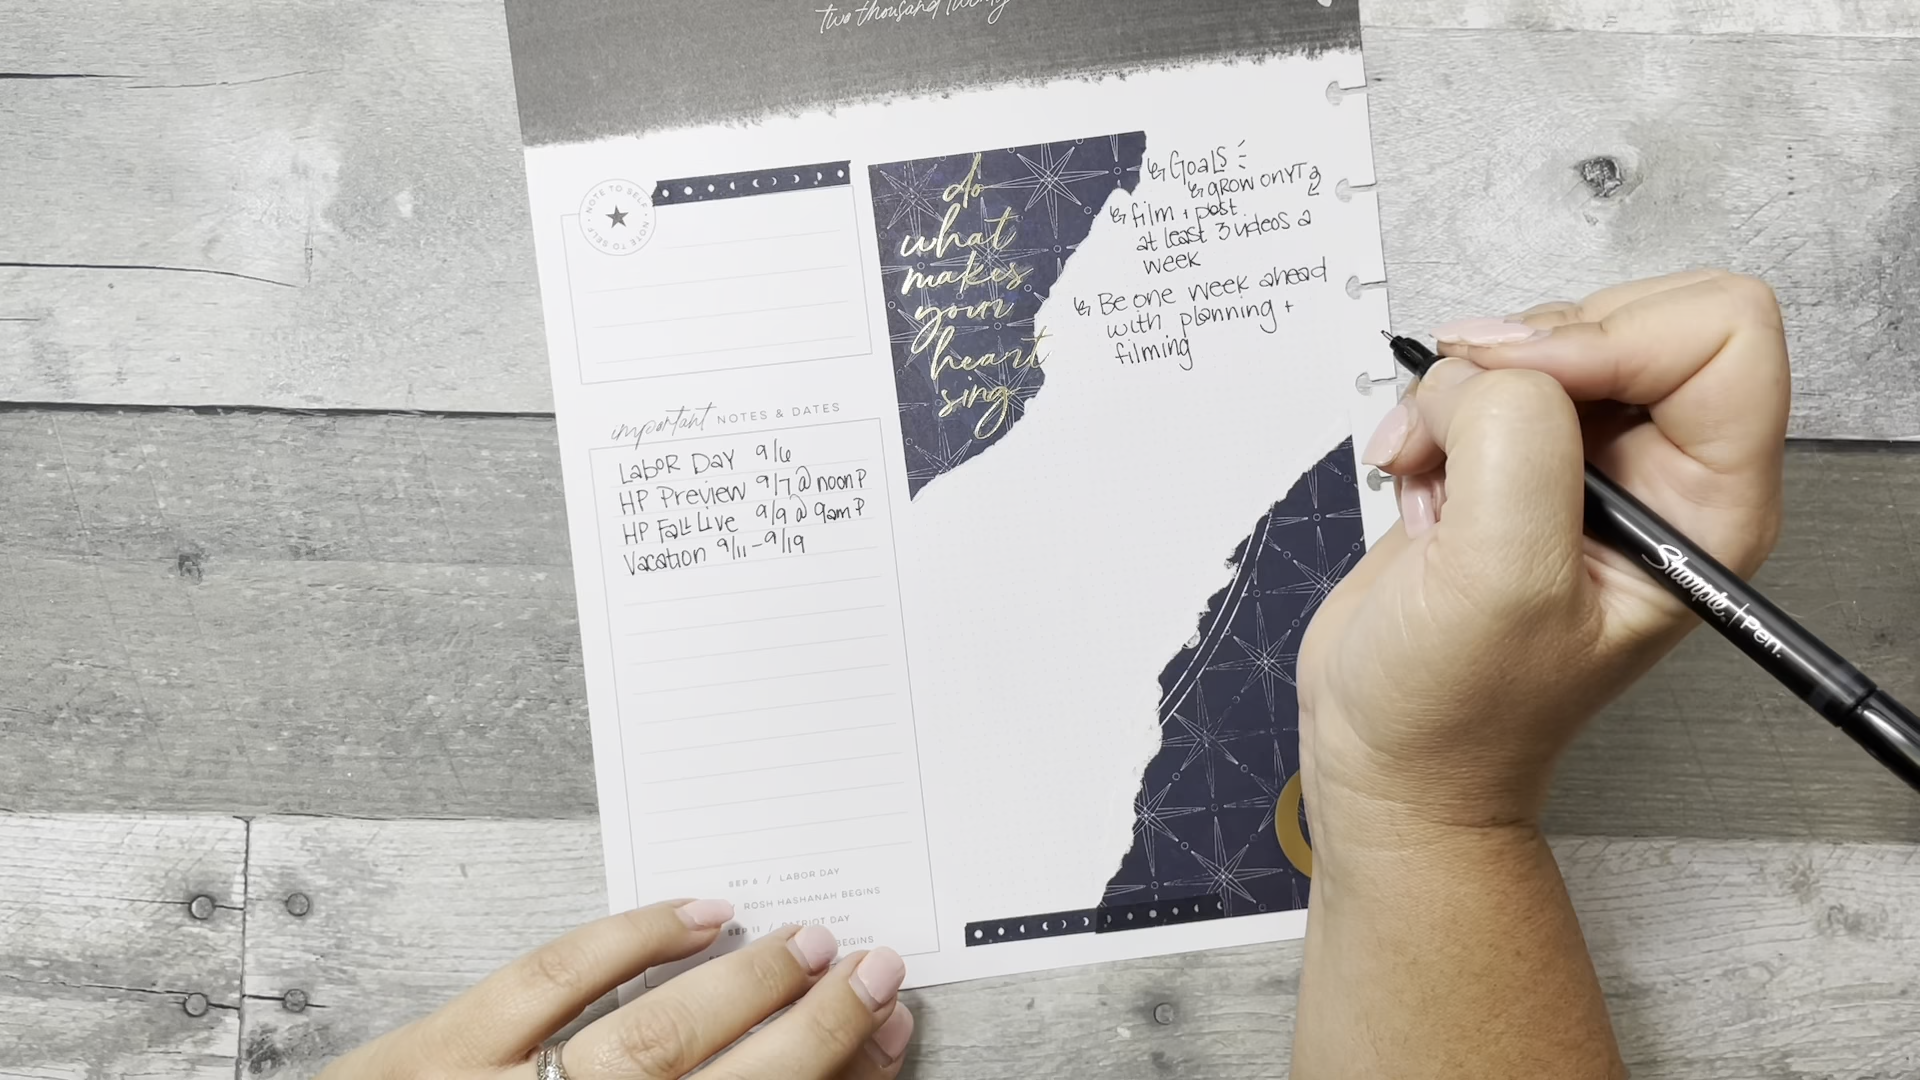 two thousand twenty
NOTE TO SELF • NOTE TO SELF •
do
what
makes
your
heart
sing
Goals
grow on YT
film + post
at least 3 videos a
week
Be one week ahead
with planning +
filming
important NOTES & DATES
Labor Day 9/6
HP Preview 9/7 @ noon P
HP Fall Live 9/9 @ 9am P
Vacation 9/11-9/19
SEP 6 / LABOR DAY
/ ROSH HASHANAH BEGINS
SEP 11 / PATRIOT DAY
BEGINS
Sharpie Pen.